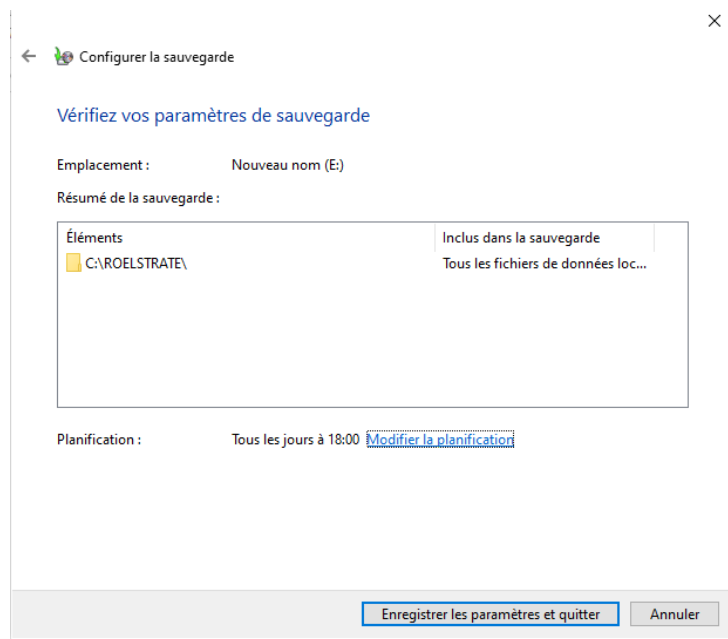 Configurer la sauvegarde
Vérifiez vos paramètres de sauvegarde
Emplacement : Nouveau nom (E:)
Résumé de la sauvegarde :
Éléments Inclus dans la sauvegarde
C:\ROELSTRATE\ Tous les fichiers de données loc...
Planification : Tous les jours à 18:00 Modifier la planification
Enregistrer les paramètres et quitter Annuler